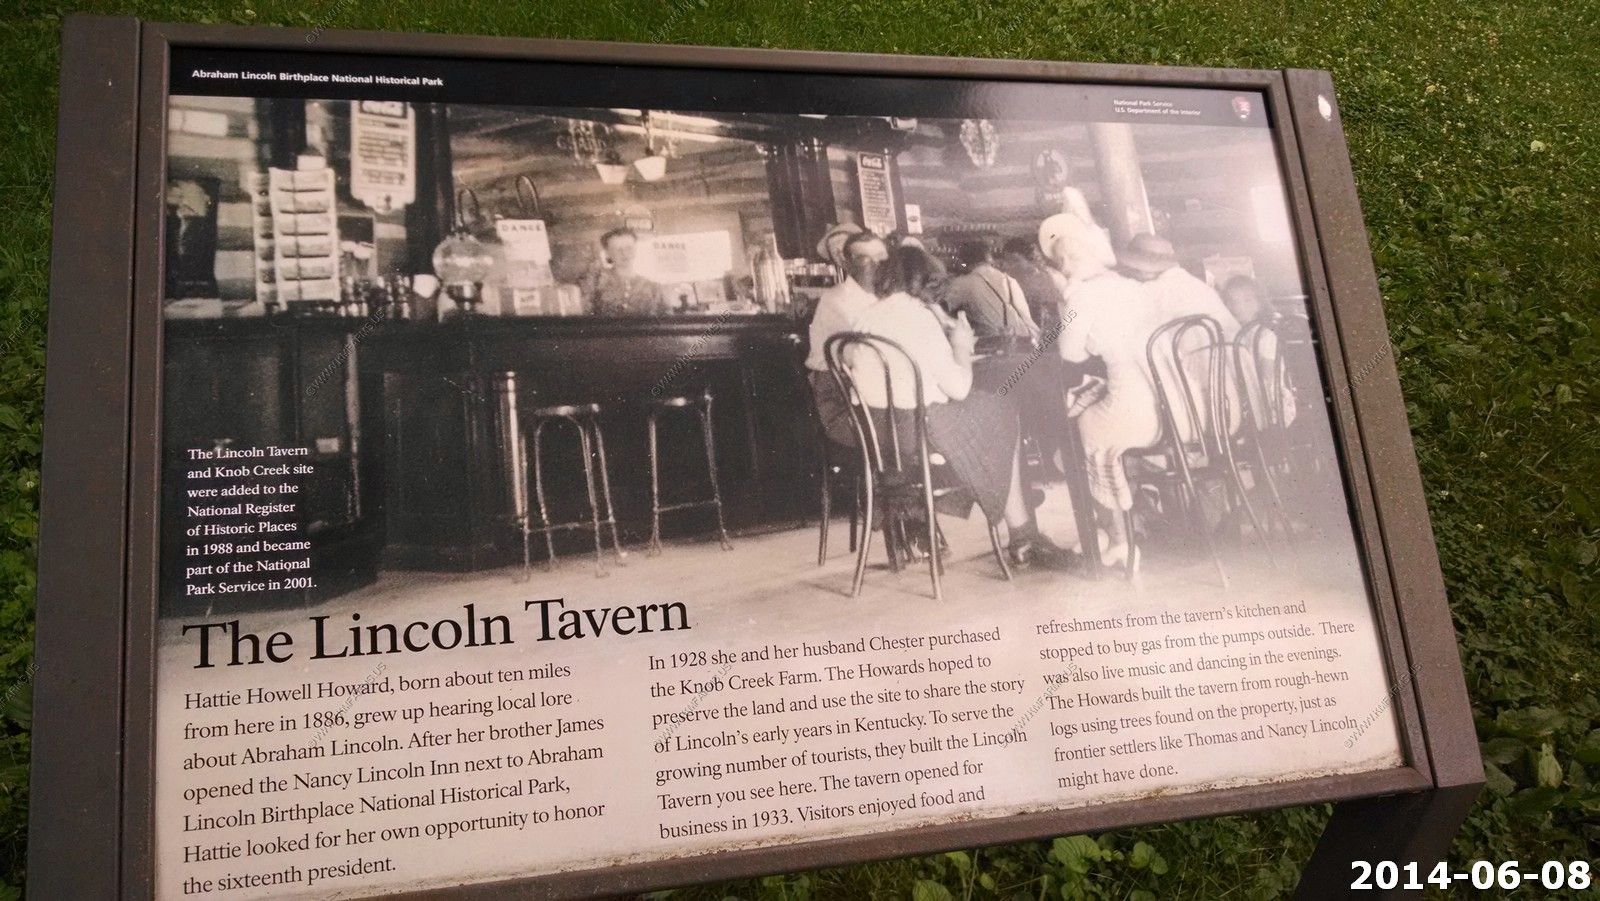 Abraham Lincoln Birthplace National Historical Park
National Park Service
U.S. Department of the Interior
Coca-Cola
DANCE
DANCE
The Lincoln Tavern
and Knob Creek site
were added to the
National Register
of Historic Places
in 1988 and became
part of the National
Park Service in 2001.
The Lincoln Tavern
Hattie Howell Howard, born about ten miles
from here in 1886, grew up hearing local lore
about Abraham Lincoln. After her brother James
opened the Nancy Lincoln Inn next to Abraham
Lincoln Birthplace National Historical Park,
Hattie looked for her own opportunity to honor
the sixteenth president.
In 1928 she and her husband Chester purchased
the Knob Creek Farm. The Howards hoped to
preserve the land and use the site to share the story
of Lincoln's early years in Kentucky. To serve the
growing number of tourists, they built the Lincoln
Tavern you see here. The tavern opened for
business in 1933. Visitors enjoyed food and
refreshments from the tavern's kitchen and
stopped to buy gas from the pumps outside. There
was also live music and dancing in the evenings.
The Howards built the tavern from rough-hewn
logs using trees found on the property, just as
frontier settlers like Thomas and Nancy Lincoln
might have done.
©WWW.KMFARMS.US
2014-06-08